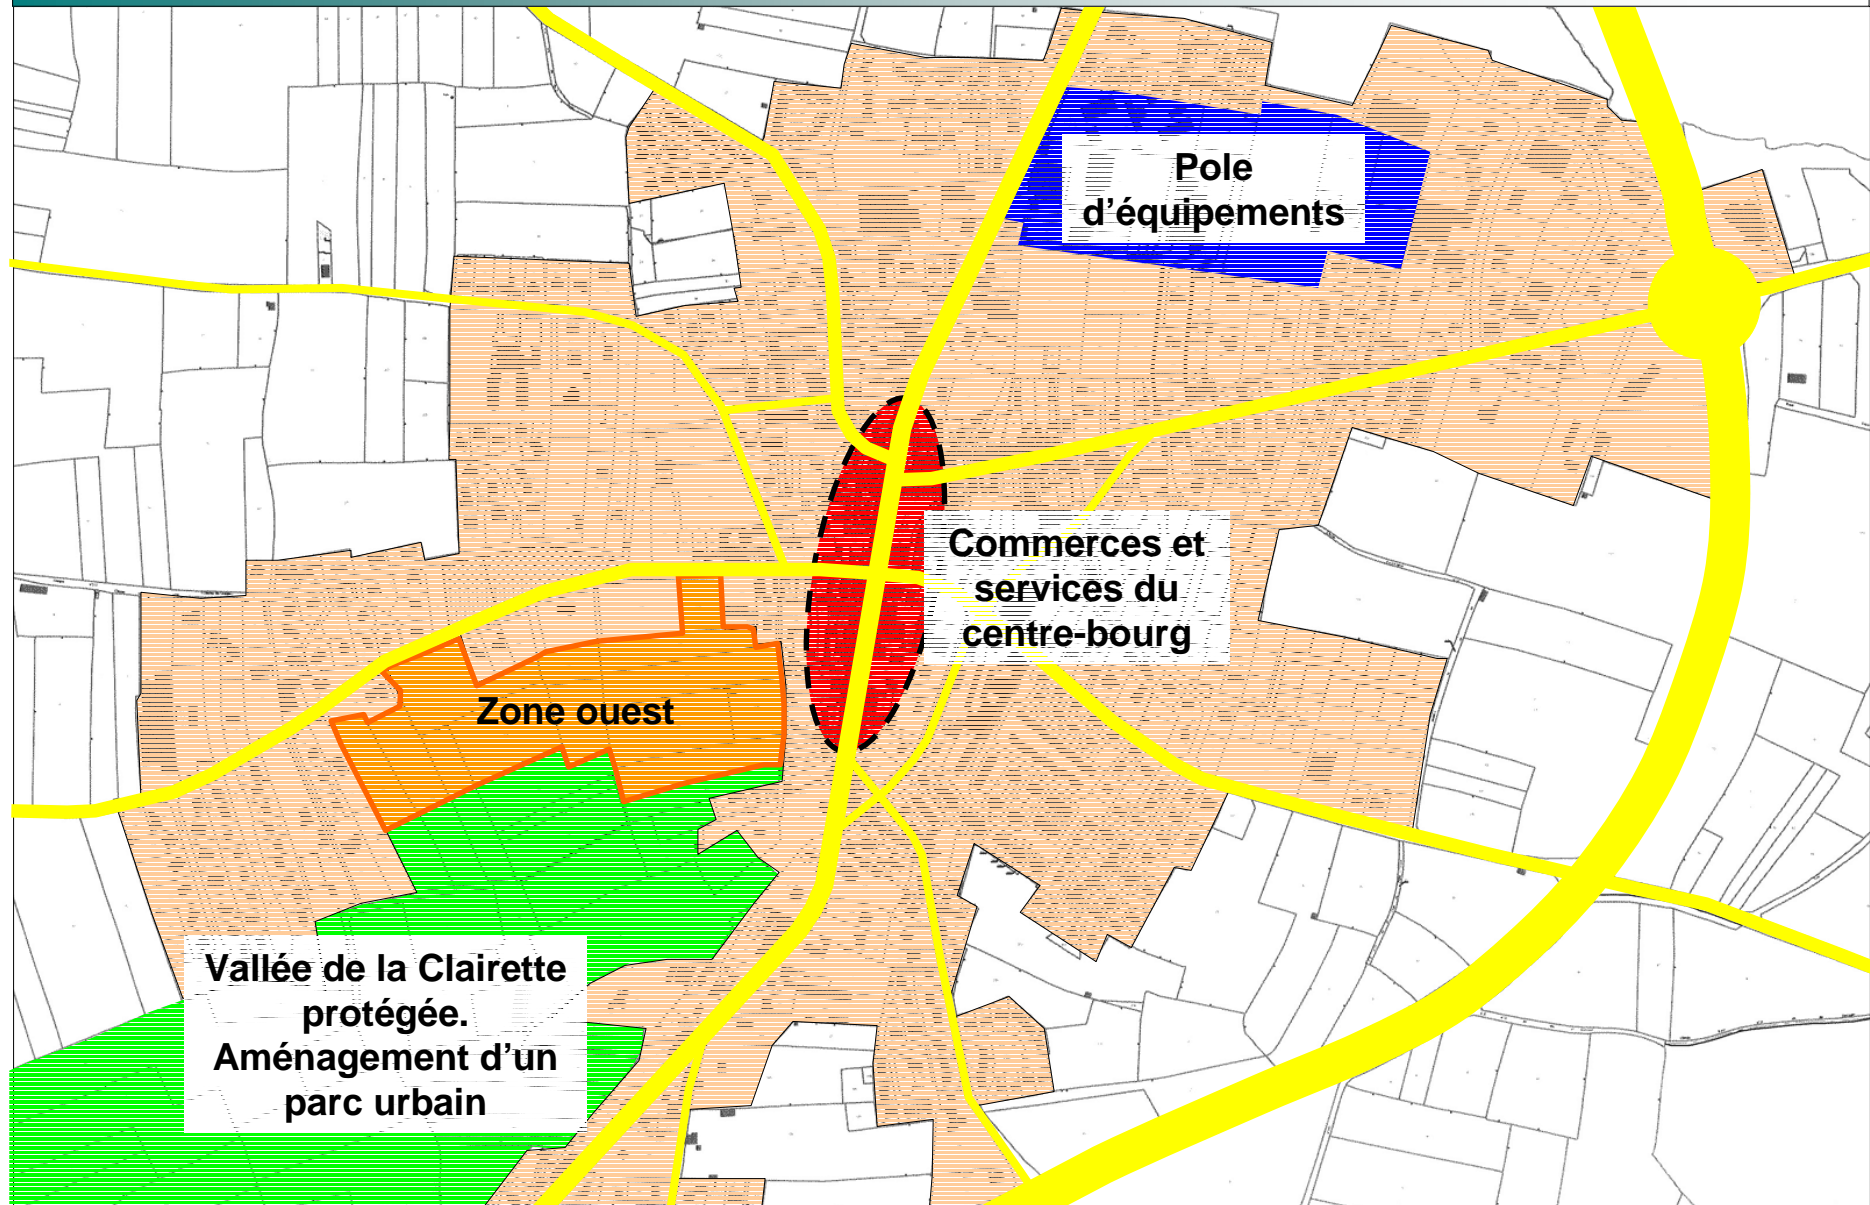 Pole
d’équipements
Commerces et
services du
centre-bourg
Zone ouest
Vallée de la Clairette
protégée.
Aménagement d’un
parc urbain